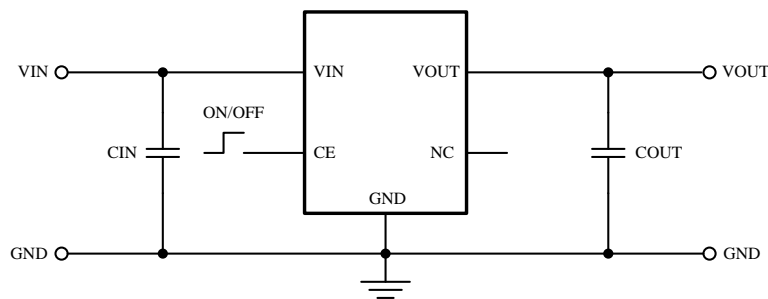 VIN
VIN
VOUT
VOUT
ON/OFF
CIN
CE
NC
COUT
GND
GND
GND